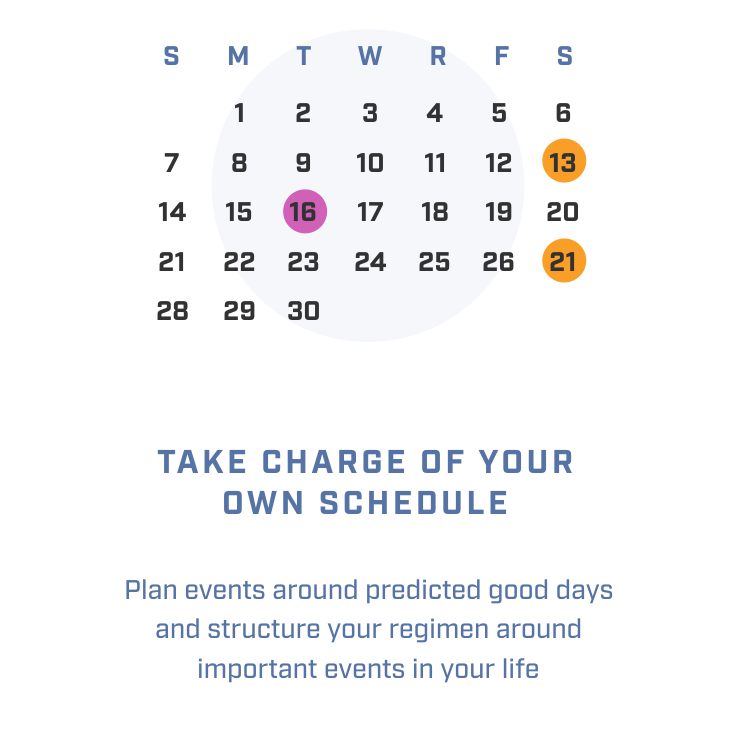 S M T W R F S
1 2 3 4 5 6
7 8 9 10 11 12 13
14 15 16 17 18 19 20
21 22 23 24 25 26 21
28 29 30
TAKE CHARGE OF YOUR
OWN SCHEDULE
Plan events around predicted good days
and structure your regimen around
important events in your life